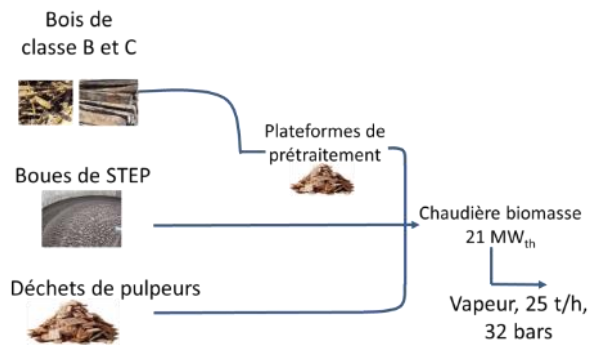 Bois de
classe B et C
Plateformes de
prétraitement
Boues de STEP
Chaudière biomasse
21 MWth
Déchets de pulpeurs
Vapeur, 25 t/h,
32 bars